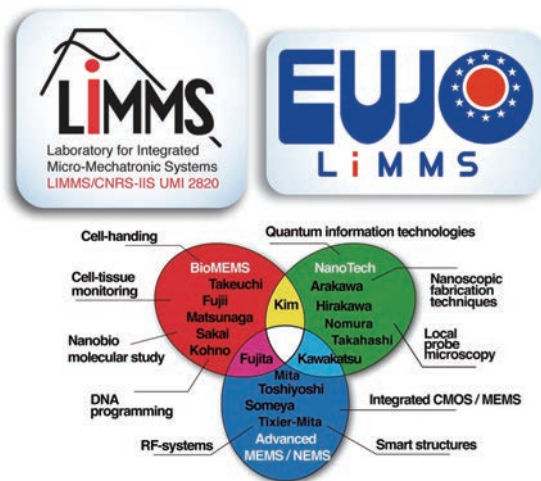 LiMMS
Laboratory for Integrated
Micro-Mechatronic Systems
LIMMS/CNRS-IIS UMI 2820
EUJO
LiMMS
Cell-handing
Quantum information technologies
BioMEMS
NanoTech
Cell-tissue
monitoring
Takeuchi
Fujii
Matsunaga
Sakai
Kohno
Kim
Arakawa
Hirakawa
Nomura
Takahashi
Nanoscopic
fabrication
techniques
Nanobio
molecular study
Local
probe
microscopy
Fujita
Kawakatsu
DNA
programming
Mita
Toshiyoshi
Someya
Tixier-Mita
Integrated CMOS / MEMS
RF-systems
Advanced
MEMS / NEMS
Smart structures